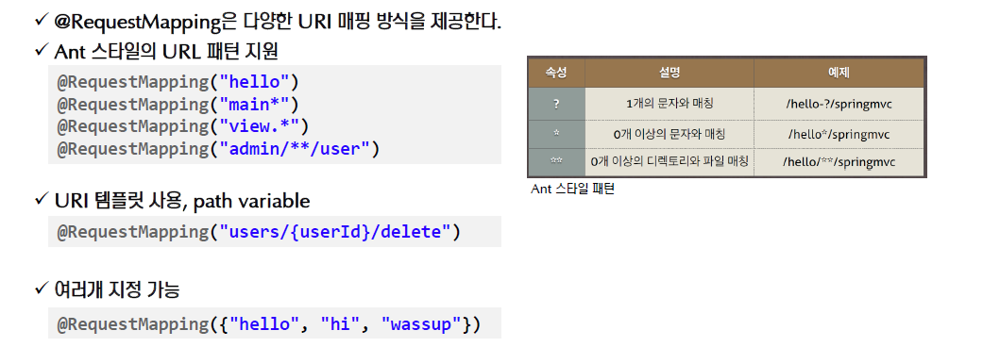 ✓ @RequestMapping은 다양한 URI 매핑 방식을 제공한다.
✓ Ant 스타일의 URL 패턴 지원
@RequestMapping("hello")
@RequestMapping("main*")
@RequestMapping("view.*")
@RequestMapping("admin/**/user")
속성 설명 예제
? 1개의 문자와 매칭 /hello-?/springmvc
* 0개 이상의 문자와 매칭 /hello*/springmvc
** 0개 이상의 디렉토리와 파일 매칭 /hello/**/springmvc
Ant 스타일 패턴
✓ URI 템플릿 사용, path variable
@RequestMapping("users/{userId}/delete")
✓ 여러개 지정 가능
@RequestMapping({"hello", "hi", "wassup"})